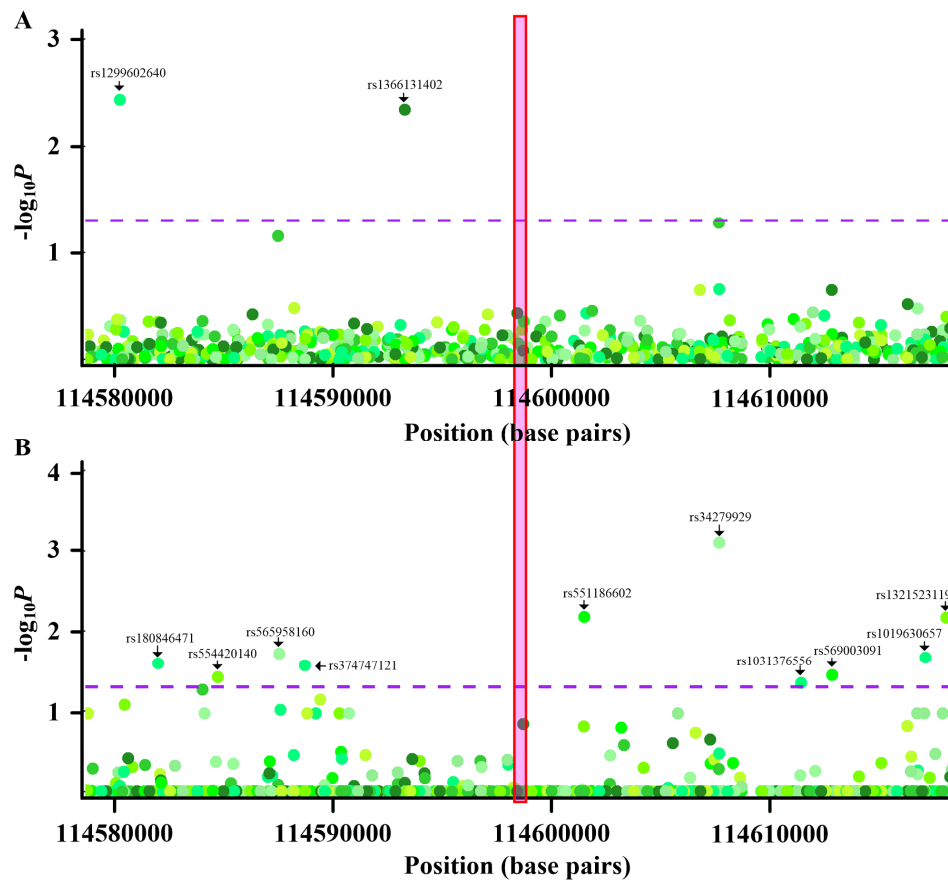 A
3
rs1299602640
rs1366131402
2
-log10P
1
114580000
114590000
114600000
114610000
Position (base pairs)
B
4
rs34279929
3
rs551186602
rs1321523119
2
rs565958160
rs180846471
rs1019630657
rs554420140
rs569003091
rs374747121
rs1031376556
-log10P
1
114580000
114590000
114600000
114610000
Position (base pairs)